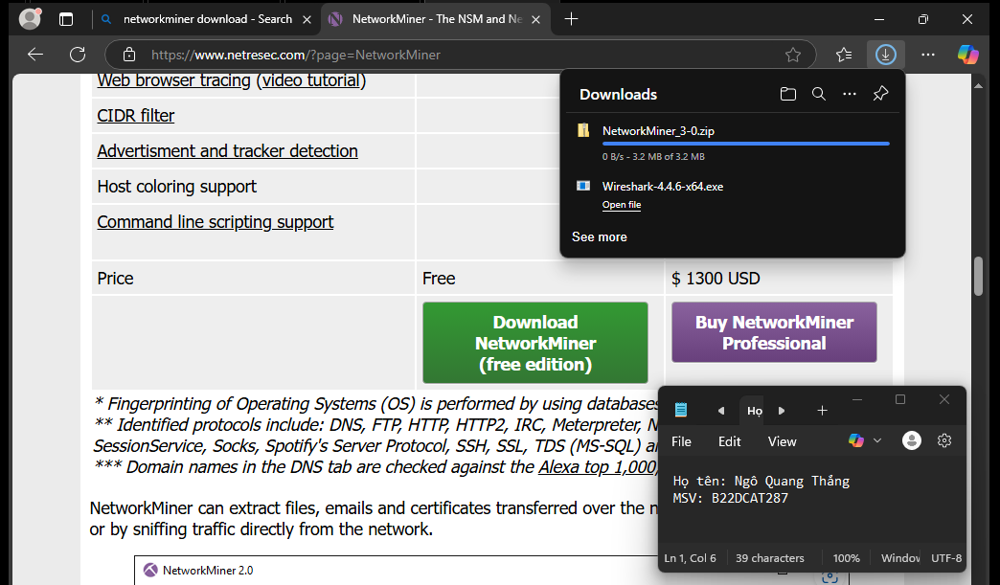 networkminer download - Search
NetworkMiner - The NSM and Ne
https://www.netresec.com/?page=NetworkMiner
Web browser tracing (video tutorial)
CIDR filter
Advertisment and tracker detection
Host coloring support
Command line scripting support
Price Free $ 1300 USD
Download
NetworkMiner
(free edition)
Buy NetworkMiner
Professional
* Fingerprinting of Operating Systems (OS) is performed by using databases
** Identified protocols include: DNS, FTP, HTTP, HTTP2, IRC, Meterpreter, N
SessionService, Socks, Spotify's Server Protocol, SSH, SSL, TDS (MS-SQL) a
*** Domain names in the DNS tab are checked against the Alexa top 1,000,
NetworkMiner can extract files, emails and certificates transferred over the n
or by sniffing traffic directly from the network.
NetworkMiner 2.0
Downloads
NetworkMiner_3-0.zip
0 B/s - 3.2 MB of 3.2 MB
Wireshark-4.4.6-x64.exe
Open file
See more
Họ
File Edit View
Họ tên: Ngô Quang Thắng
MSV: B22DCAT287
Ln 1, Col 6 39 characters 100% Window UTF-8